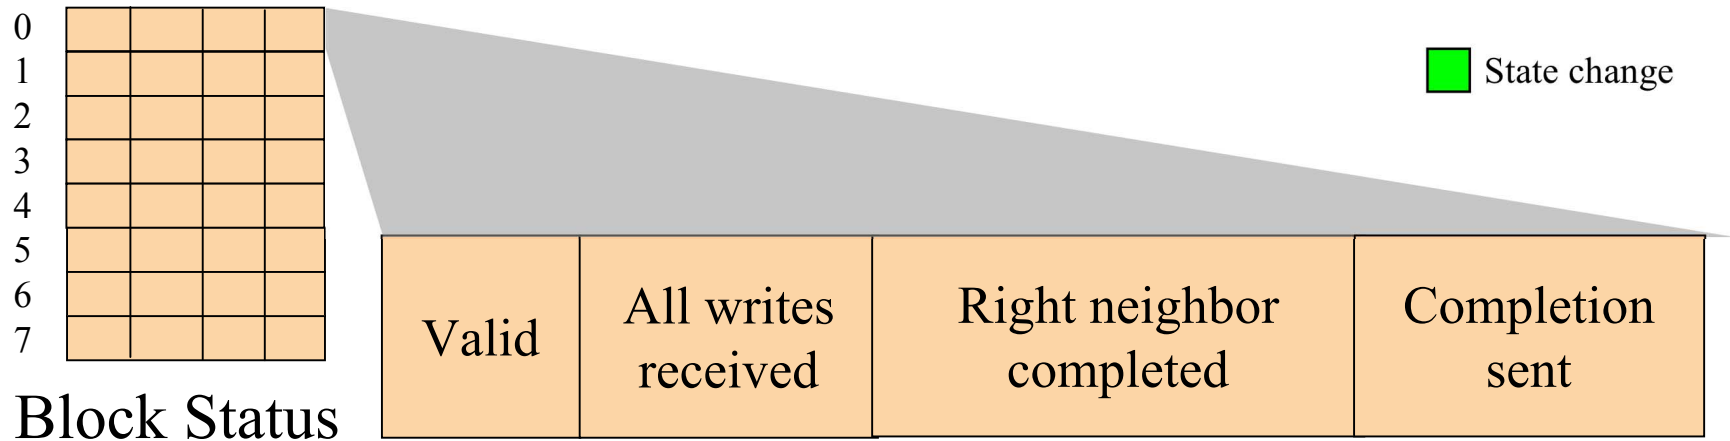 0
1
2
3
4
5
6
7
Block Status
State change
Valid
All writes
received
Right neighbor
completed
Completion
sent